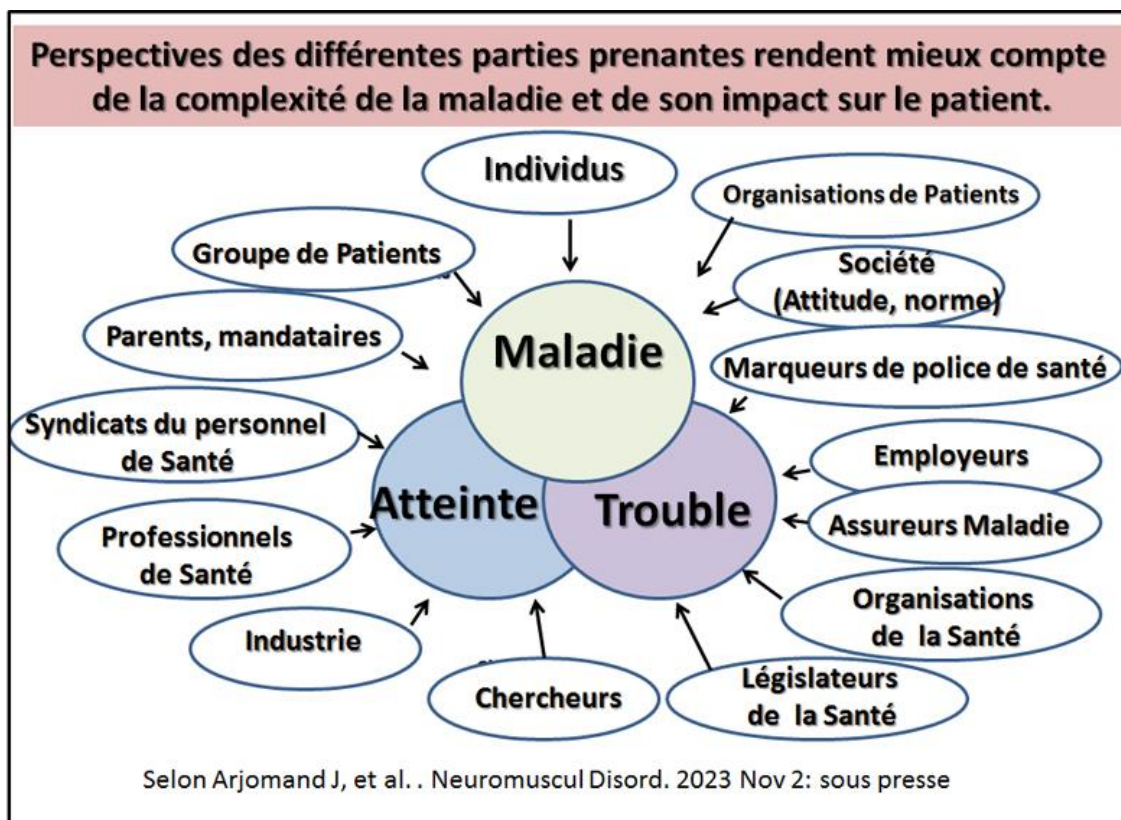 Perspectives des différentes parties prenantes rendent mieux compte
de la complexité de la maladie et de son impact sur le patient.
Individus
Organisations de Patients
Groupe de Patients
Société
(Attitude, norme)
Parents, mandataires
Maladie
Marqueurs de police de santé
Syndicats du personnel
de Santé
Employeurs
Atteinte
Trouble
Assureurs Maladie
Professionnels
de Santé
Organisations
de la Santé
Industrie
Chercheurs
Législateurs
de la Santé
Selon Arjomand J, et al. . Neuromuscul Disord. 2023 Nov 2: sous presse